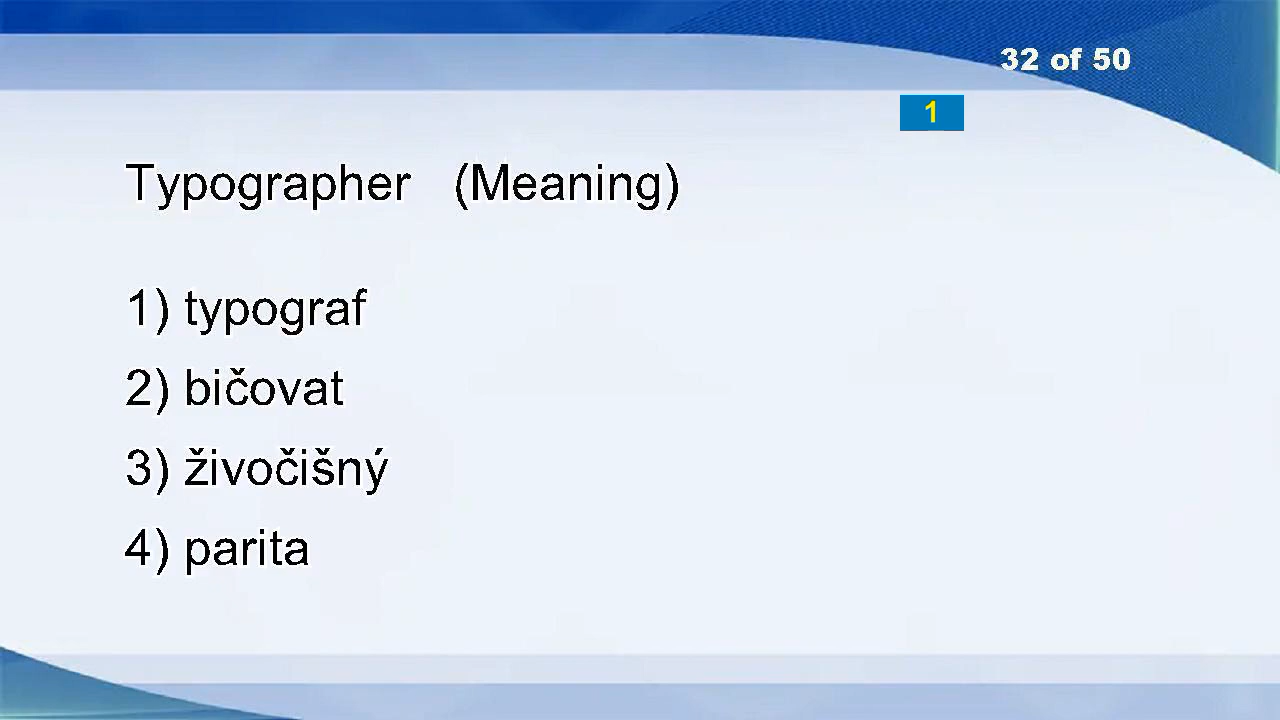 32 of 50
1
Typographer (Meaning)
1) typograf
2) bičovat
3) živočišný
4) parita